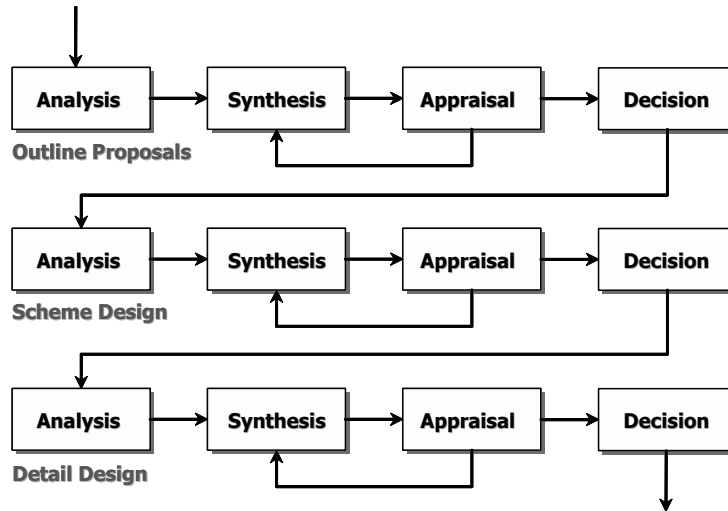 Analysis
Synthesis
Appraisal
Decision
Outline Proposals
Analysis
Synthesis
Appraisal
Decision
Scheme Design
Analysis
Synthesis
Appraisal
Decision
Detail Design